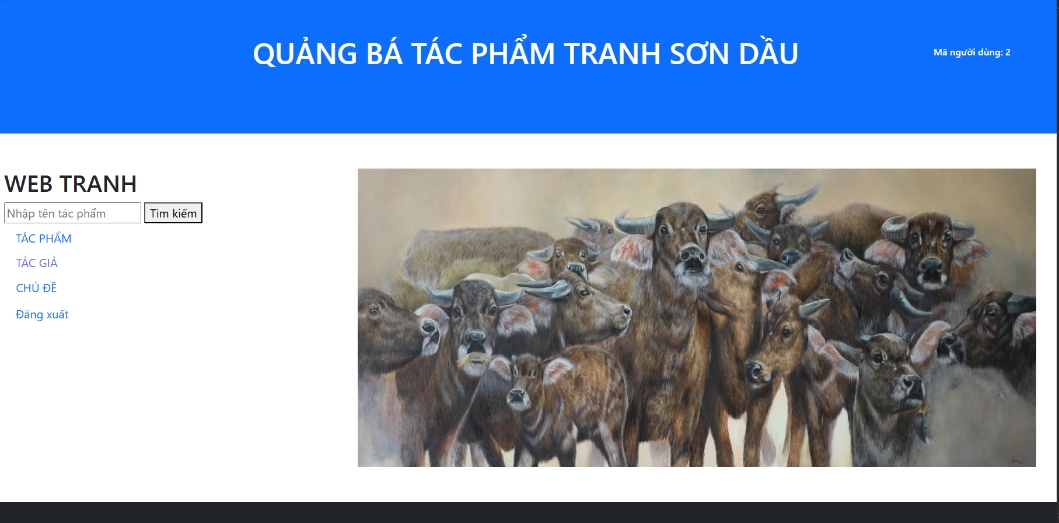 QUẢNG BÁ TÁC PHẨM TRANH SƠN DẦU
Mã người dùng: 2
WEB TRANH
Nhập tên tác phẩm
Tìm kiếm
TÁC PHẨM
TÁC GIẢ
CHỦ ĐỀ
Đăng xuất